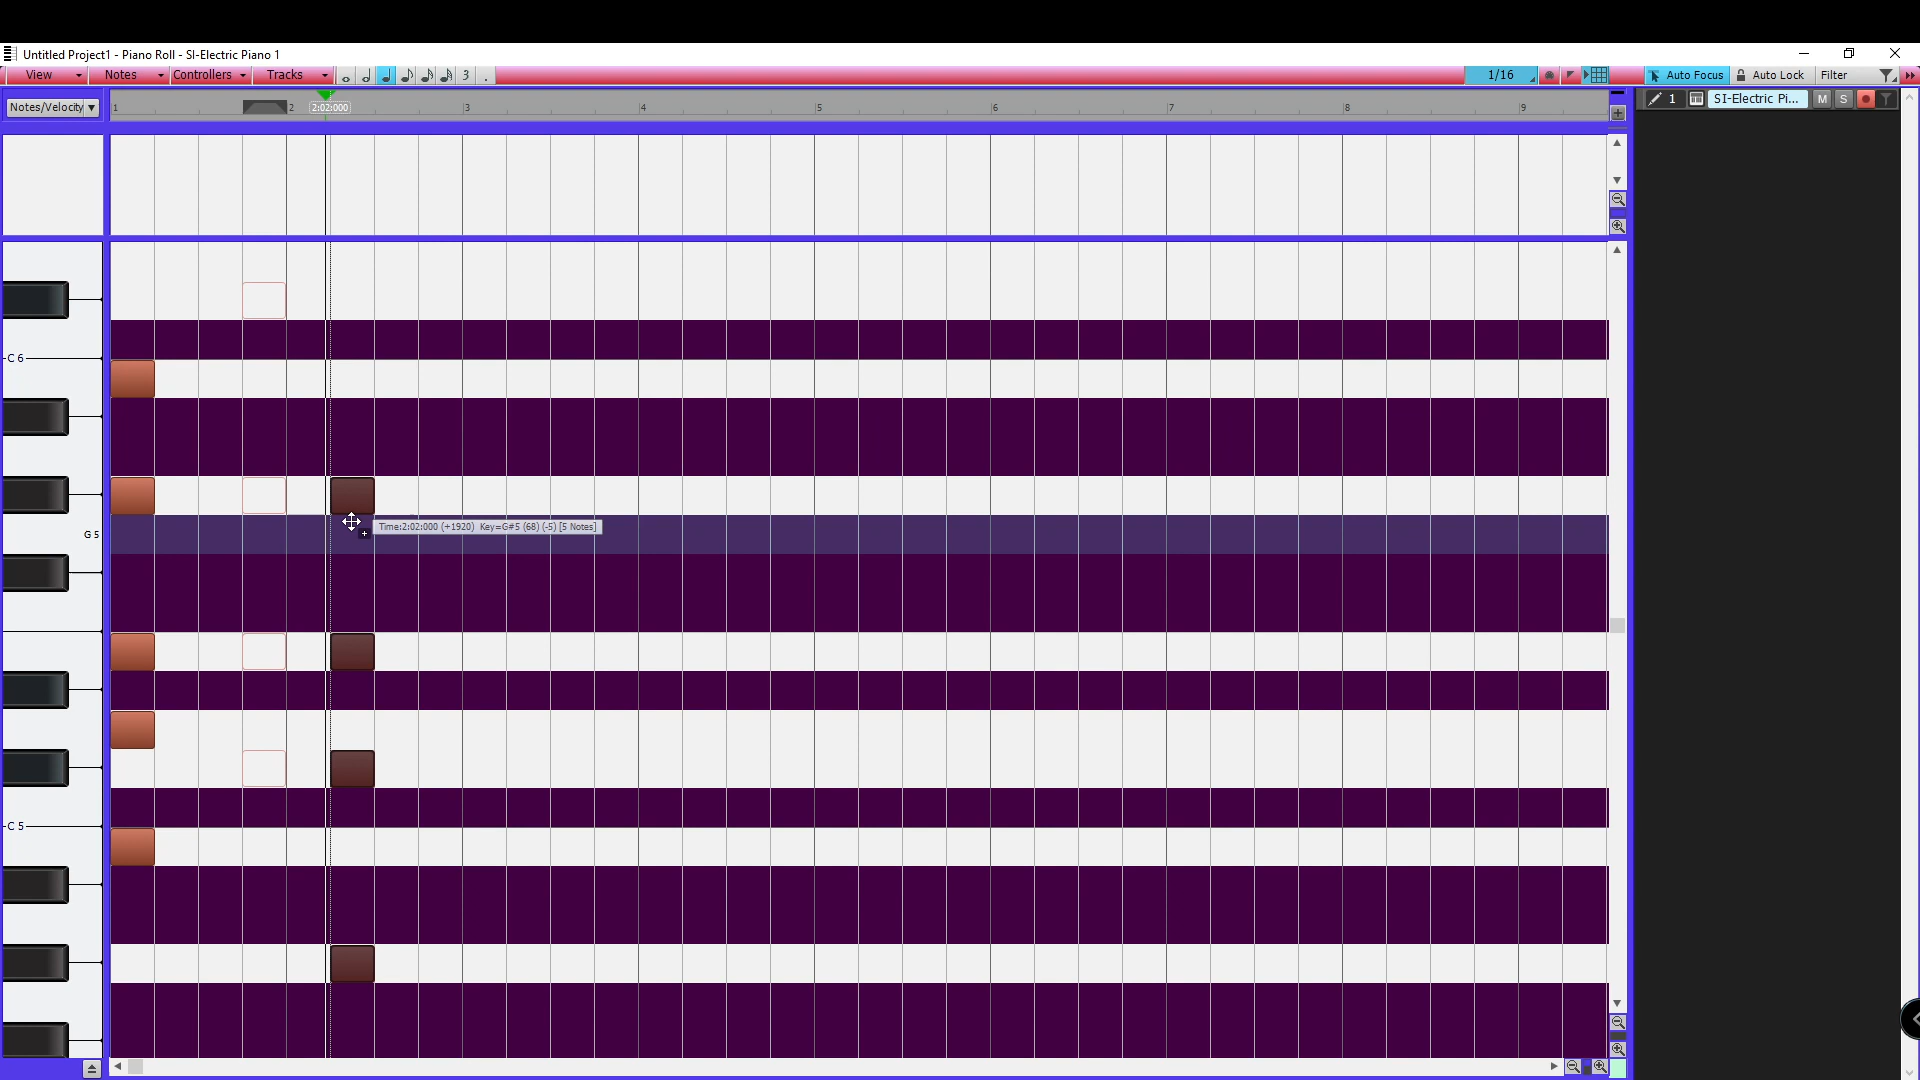 Untitled Project1 - Piano Roll - SI-Electric Piano 1
View Notes Controllers Tracks 3 . 1/16 Auto Focus Auto Lock Filter
Notes/Velocity 1 2 2:02:000 3 4 5 6 7 8 9 1 SI-Electric Pi... M S
C 6
G 5
Time:2:02:000 (+1920) Key=G#5 (68) (-5) [5 Notes]
C 5